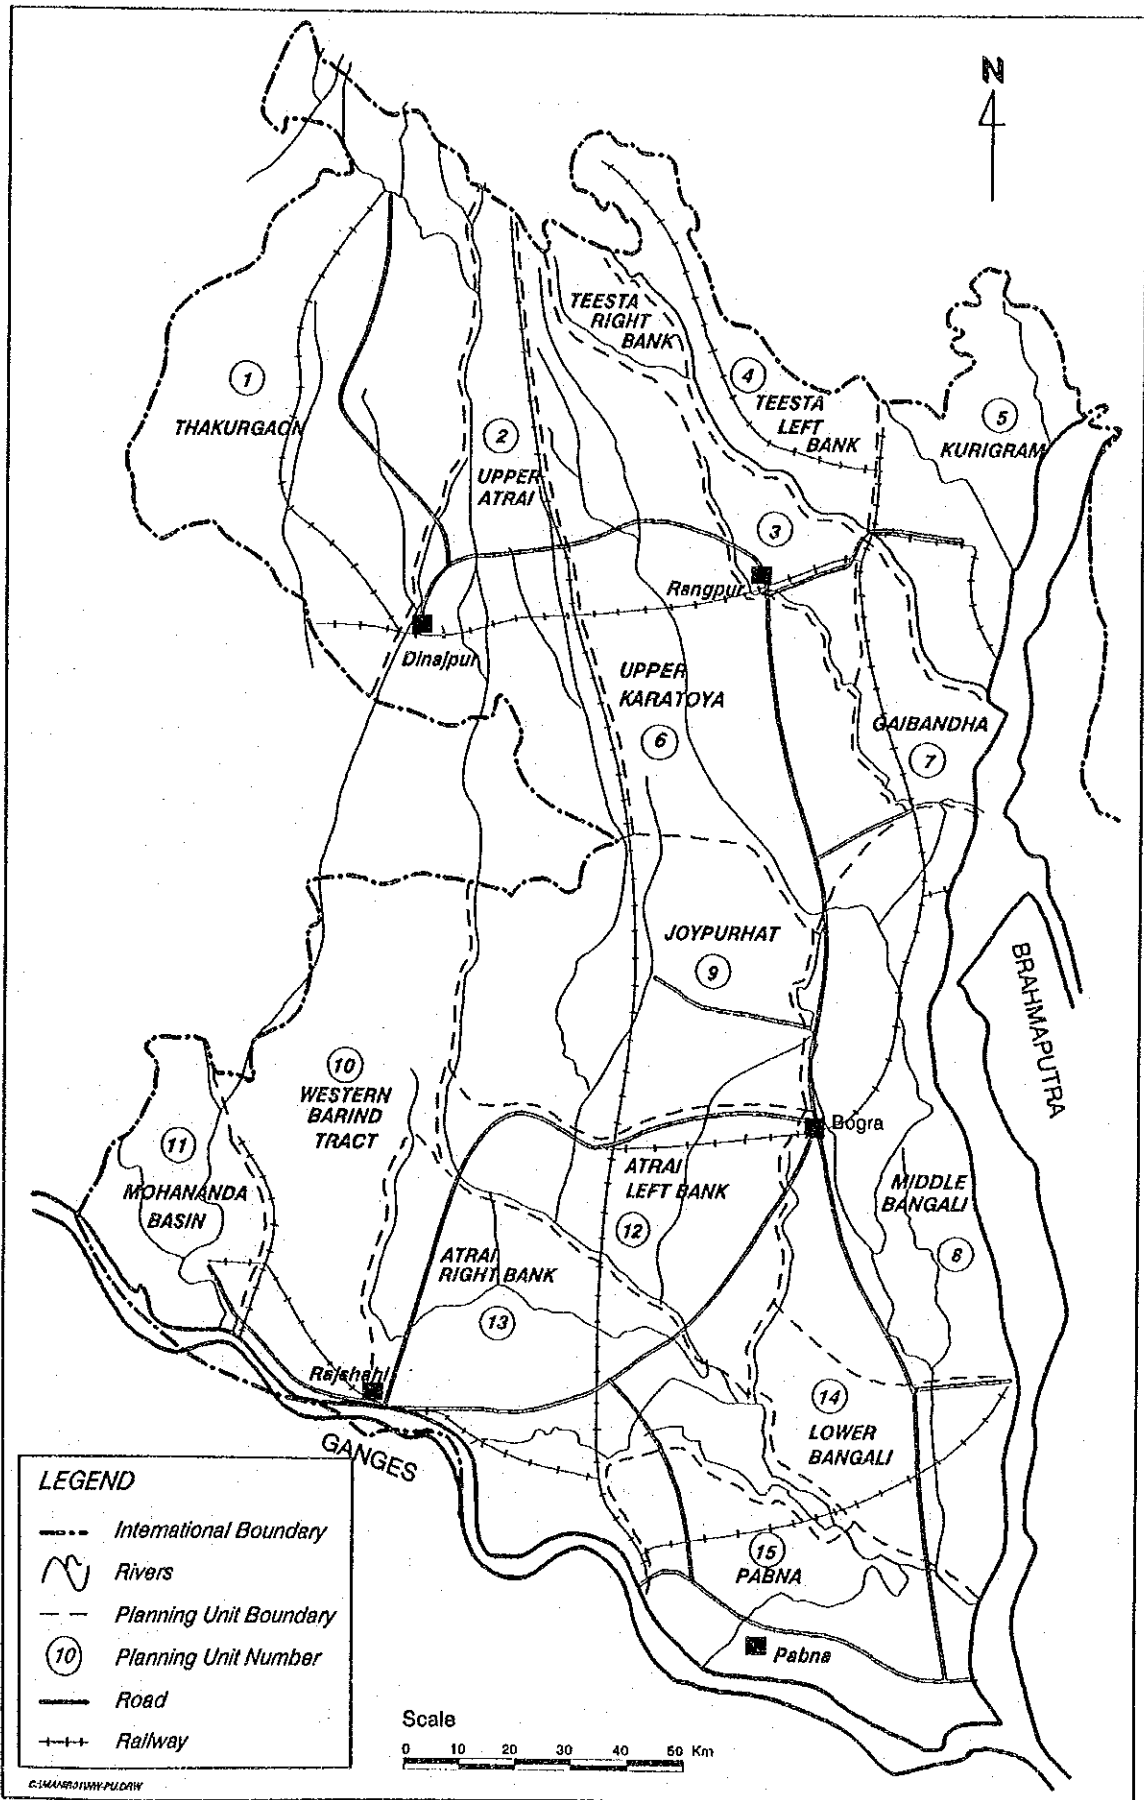 N
TEESTA
RIGHT
BANK
1
THAKURGAON
2
UPPER
ATRAI
4
TEESTA
LEFT
BANK
5
KURIGRAM
3
Rangpur
Dinajpur
UPPER
KARATOYA
6
GAIBANDHA
7
JOYPURHAT
9
BRAHMAPUTRA
10
WESTERN
BARIND
TRACT
Bogra
11
MOHANANDA
BASIN
ATRAI
LEFT BANK
12
MIDDLE
BANGALI
8
ATRAI
RIGHT BANK
13
Rajshahi
14
LOWER
BANGALI
GANGES
15
PABNA
Pabna
LEGEND
International Boundary
Rivers
Planning Unit Boundary
10 Planning Unit Number
Road
Railway
Scale
0 10 20 30 40 50 Km